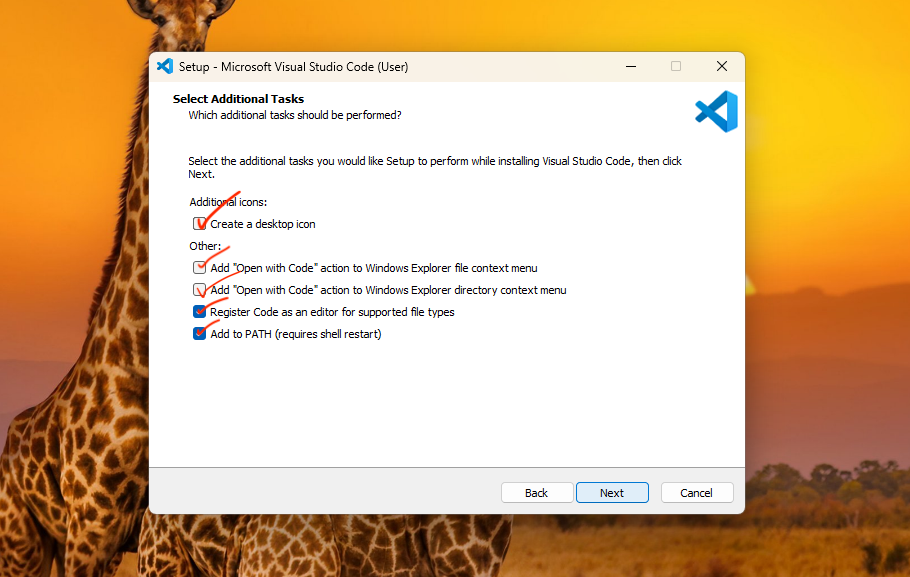 Setup - Microsoft Visual Studio Code (User)
Select Additional Tasks
Which additional tasks should be performed?
Select the additional tasks you would like Setup to perform while installing Visual Studio Code, then click
Next.
Additional icons:
Create a desktop icon
Other:
Add "Open with Code" action to Windows Explorer file context menu
Add "Open with Code" action to Windows Explorer directory context menu
Register Code as an editor for supported file types
Add to PATH (requires shell restart)
Back Next Cancel